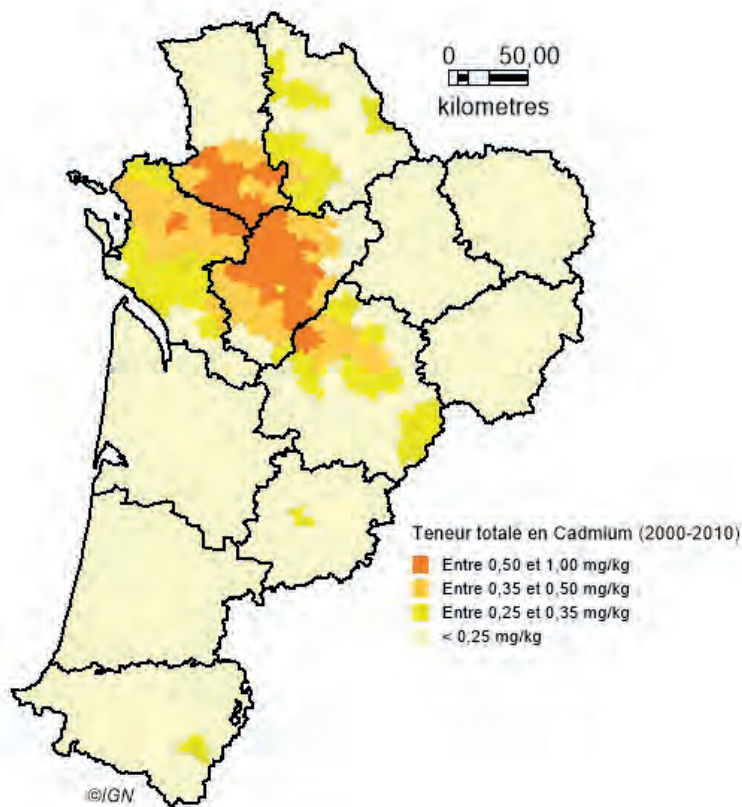 0 50,00
kilometres
Teneur totale en Cadmium (2000-2010)
Entre 0,50 et 1,00 mg/kg
Entre 0,35 et 0,50 mg/kg
Entre 0,25 et 0,35 mg/kg
< 0,25 mg/kg
©IGN